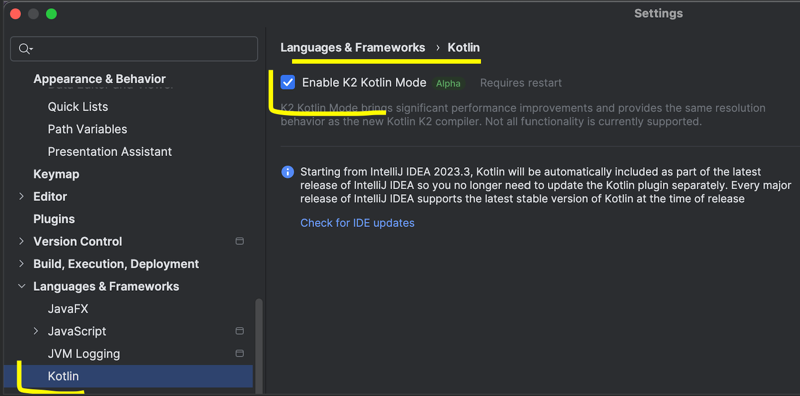 Settings
Appearance & Behavior
Quick Lists
Path Variables
Presentation Assistant
Keymap
Editor
Plugins
Version Control
Build, Execution, Deployment
Languages & Frameworks
JavaFX
JavaScript
JVM Logging
Kotlin
Languages & Frameworks › Kotlin
Enable K2 Kotlin Mode Alpha Requires restart
K2 Kotlin Mode brings significant performance improvements and provides the same resolution
behavior as the new Kotlin K2 compiler. Not all functionality is currently supported.
Starting from IntelliJ IDEA 2023.3, Kotlin will be automatically included as part of the latest
release of IntelliJ IDEA so you no longer need to update the Kotlin plugin separately. Every major
release of IntelliJ IDEA supports the latest stable version of Kotlin at the time of release
Check for IDE updates